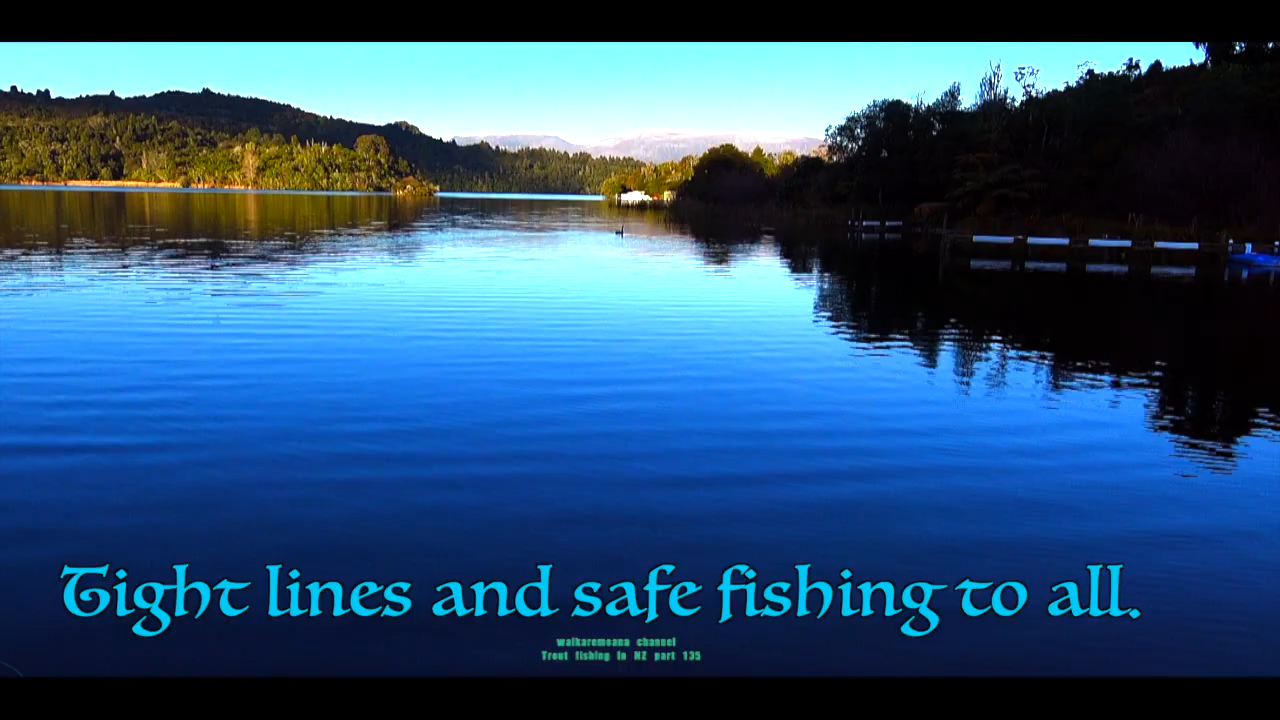 Tight lines and safe fishing to all.
waikaremoana channel
Trout fishing in NZ part 135